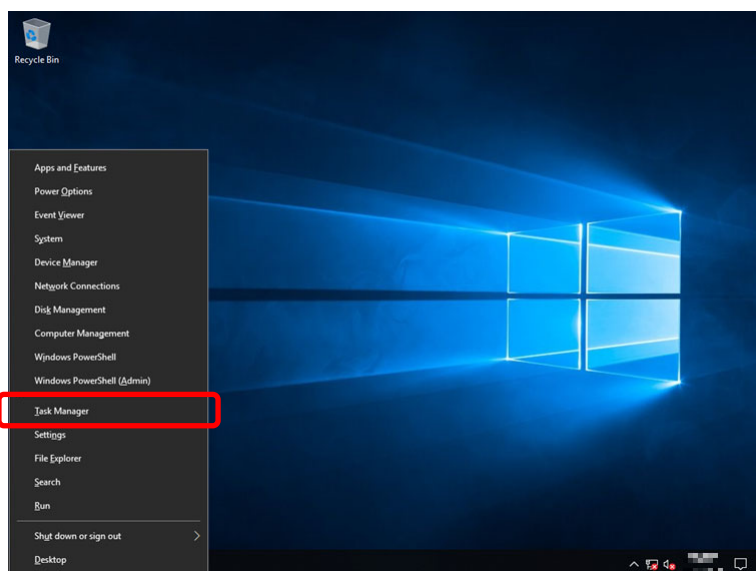 Recycle Bin
Apps and Features
Power Options
Event Viewer
System
Device Manager
Network Connections
Disk Management
Computer Management
Windows PowerShell
Windows PowerShell (Admin)
Task Manager
Settings
File Explorer
Search
Run
Shut down or sign out
Desktop